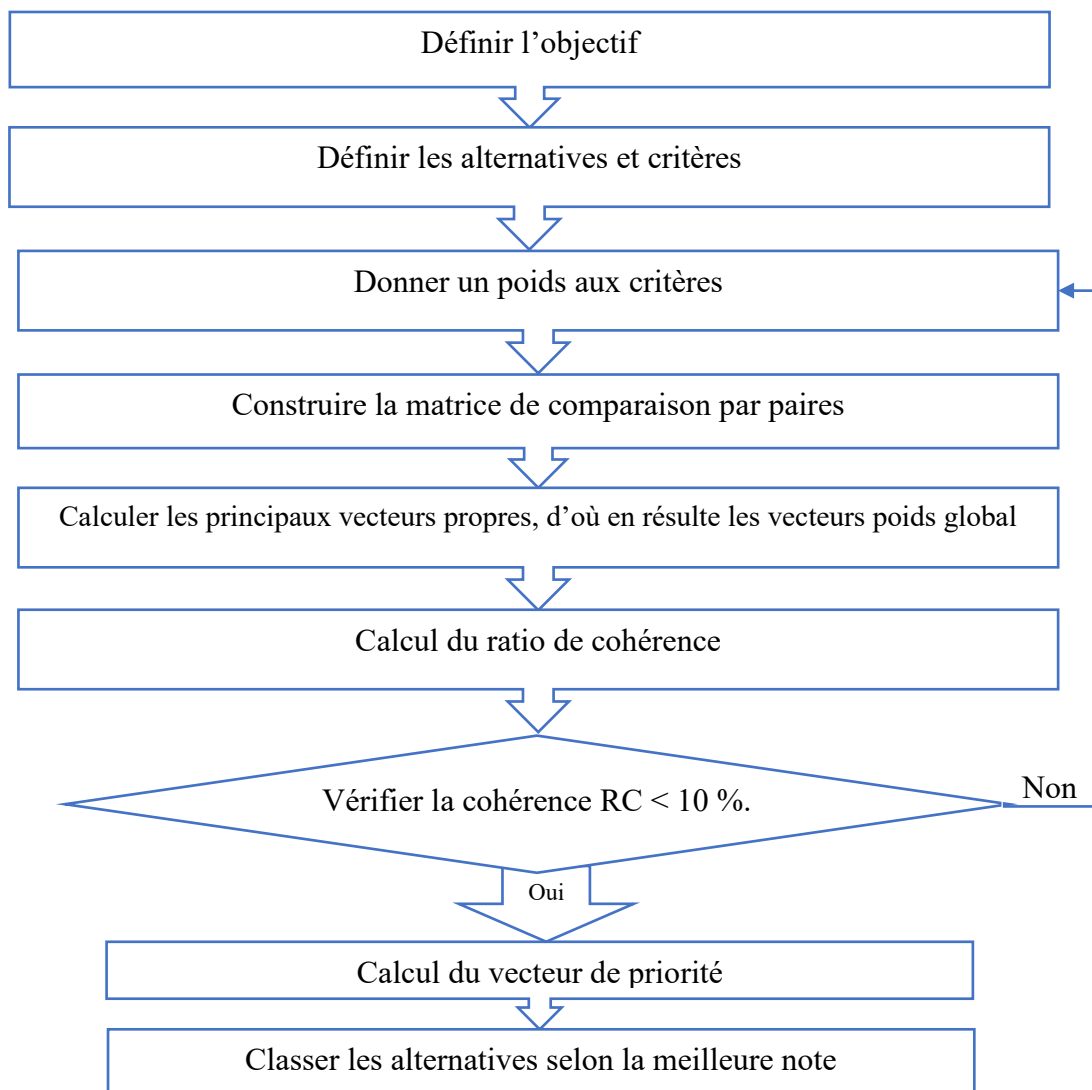 Définir l’objectif
Définir les alternatives et critères
Donner un poids aux critères
Construire la matrice de comparaison par paires
Calculer les principaux vecteurs propres, d’où en résulte les vecteurs poids global
Calcul du ratio de cohérence
Vérifier la cohérence RC < 10 %.
Non
Oui
Calcul du vecteur de priorité
Classer les alternatives selon la meilleure note